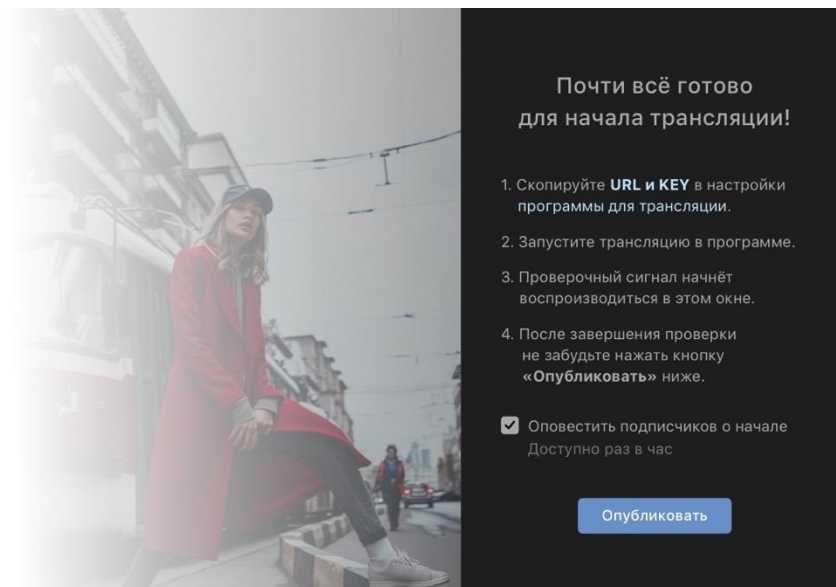 Почти всё готово
для начала трансляции!
1. Скопируйте URL и KEY в настройки
программы для трансляции.
2. Запустите трансляцию в программе.
3. Проверочный сигнал начнёт
воспроизводиться в этом окне.
4. После завершения проверки
не забудьте нажать кнопку
«Опубликовать» ниже.
Оповестить подписчиков о начале
Доступно раз в час
Опубликовать